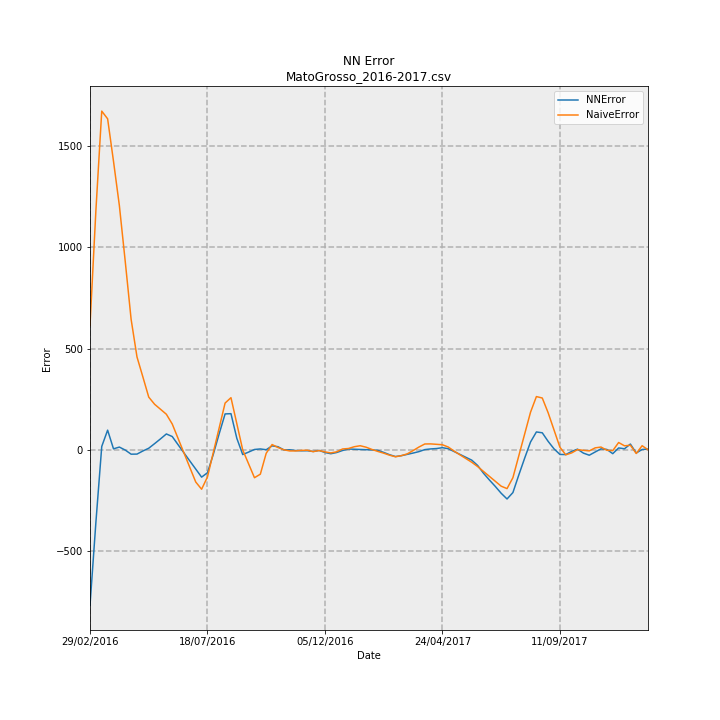 NN Error
MatoGrosso_2016-2017.csv
NNError
NaiveError
1500
1000
500
0
−500
Error
29/02/2016 18/07/2016 05/12/2016 24/04/2017 11/09/2017
Date